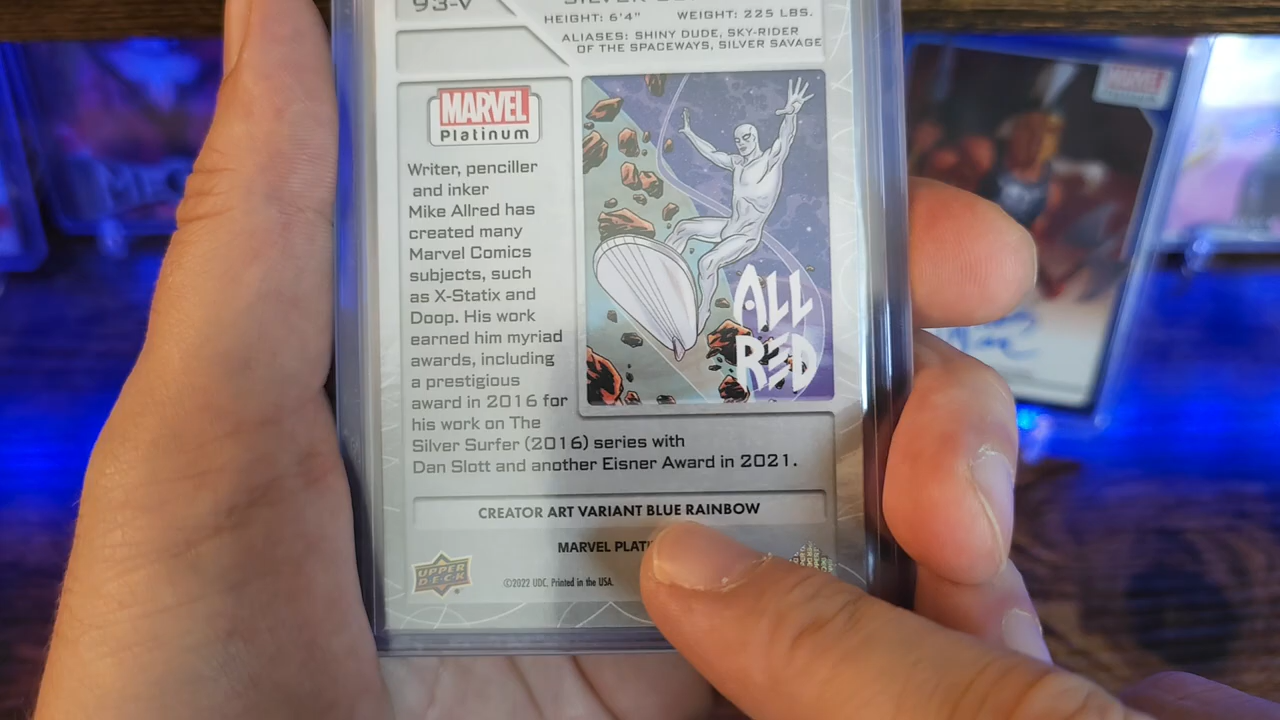 93-V
HEIGHT: 6'4" WEIGHT: 225 LBS.
ALIASES: SHINY DUDE, SKY-RIDER
OF THE SPACEWAYS, SILVER SAVAGE
MARVEL
Platinum
Writer, penciller
and inker
Mike Allred has
created many
Marvel Comics
subjects, such
as X-Statix and
Doop. His work
earned him myriad
awards, including
a prestigious
award in 2016 for
his work on The
Silver Surfer (2016) series with
Dan Slott and another Eisner Award in 2021.
ALL
RED
CREATOR ART VARIANT BLUE RAINBOW
MARVEL
UPPER
DECK
©2022 UDC. Printed in the USA.
MARVEL